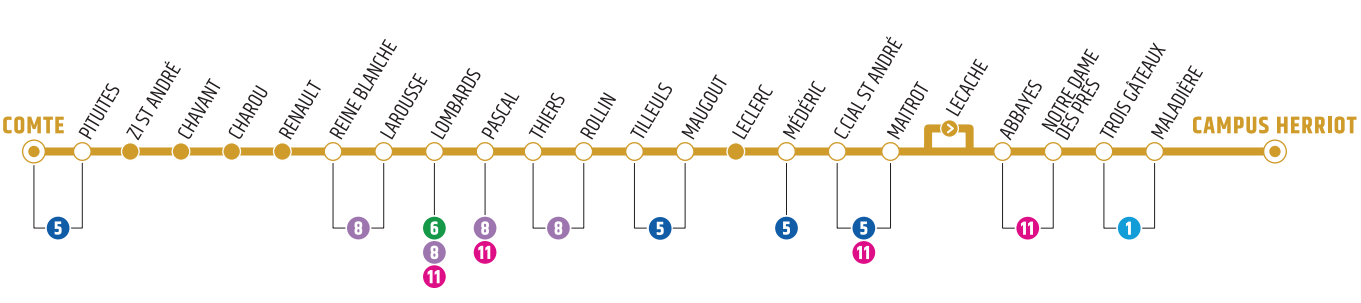 COMTE
PITUITES
ZI ST ANDRÉ
CHAVANT
CHAROU
RENAULT
REINE BLANCHE
LAROUSSE
LOMBARDS
PASCAL
THIERS
ROLLIN
TILLEULS
MAUGOUT
LECLERC
MÉDÉRIC
C.CIAL ST ANDRÉ
MAITROT
LECACHE
ABBAYES
NOTRE DAME
DES PRÉS
TROIS GÂTEAUX
MALADIÈRE
CAMPUS HERRIOT
5
8
6
8
11
8
11
8
5
5
5
11
11
1